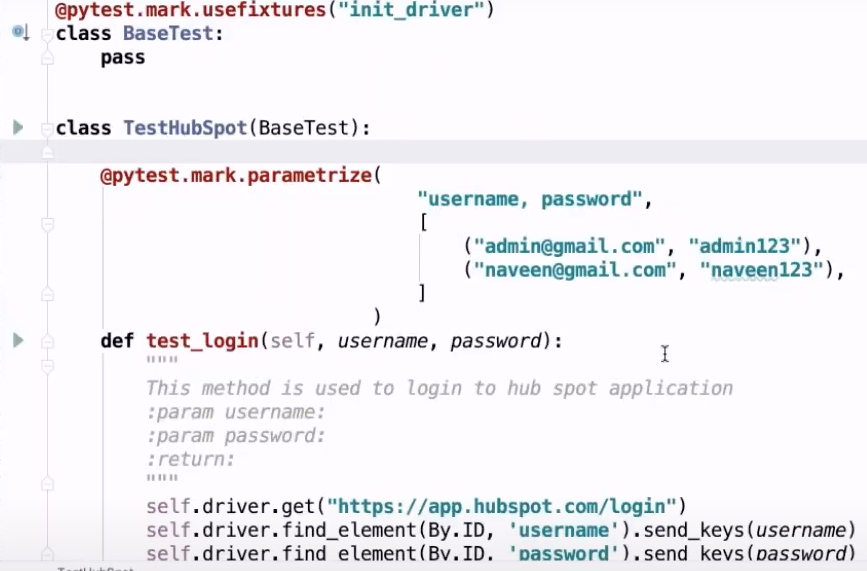 @pytest.mark.usefixtures("init_driver")
class BaseTest:
pass
class TestHubSpot(BaseTest):
@pytest.mark.parametrize(
"username, password",
[
("admin@gmail.com", "admin123"),
("naveen@gmail.com", "naveen123"),
]
)
def test_login(self, username, password):
"""
This method is used to login to hub spot application
:param username:
:param password:
:return:
"""
self.driver.get("https://app.hubspot.com/login")
self.driver.find_element(By.ID, 'username').send_keys(username)
self.driver.find_element(By.ID, 'password').send_keys(password)
TestHubSpot